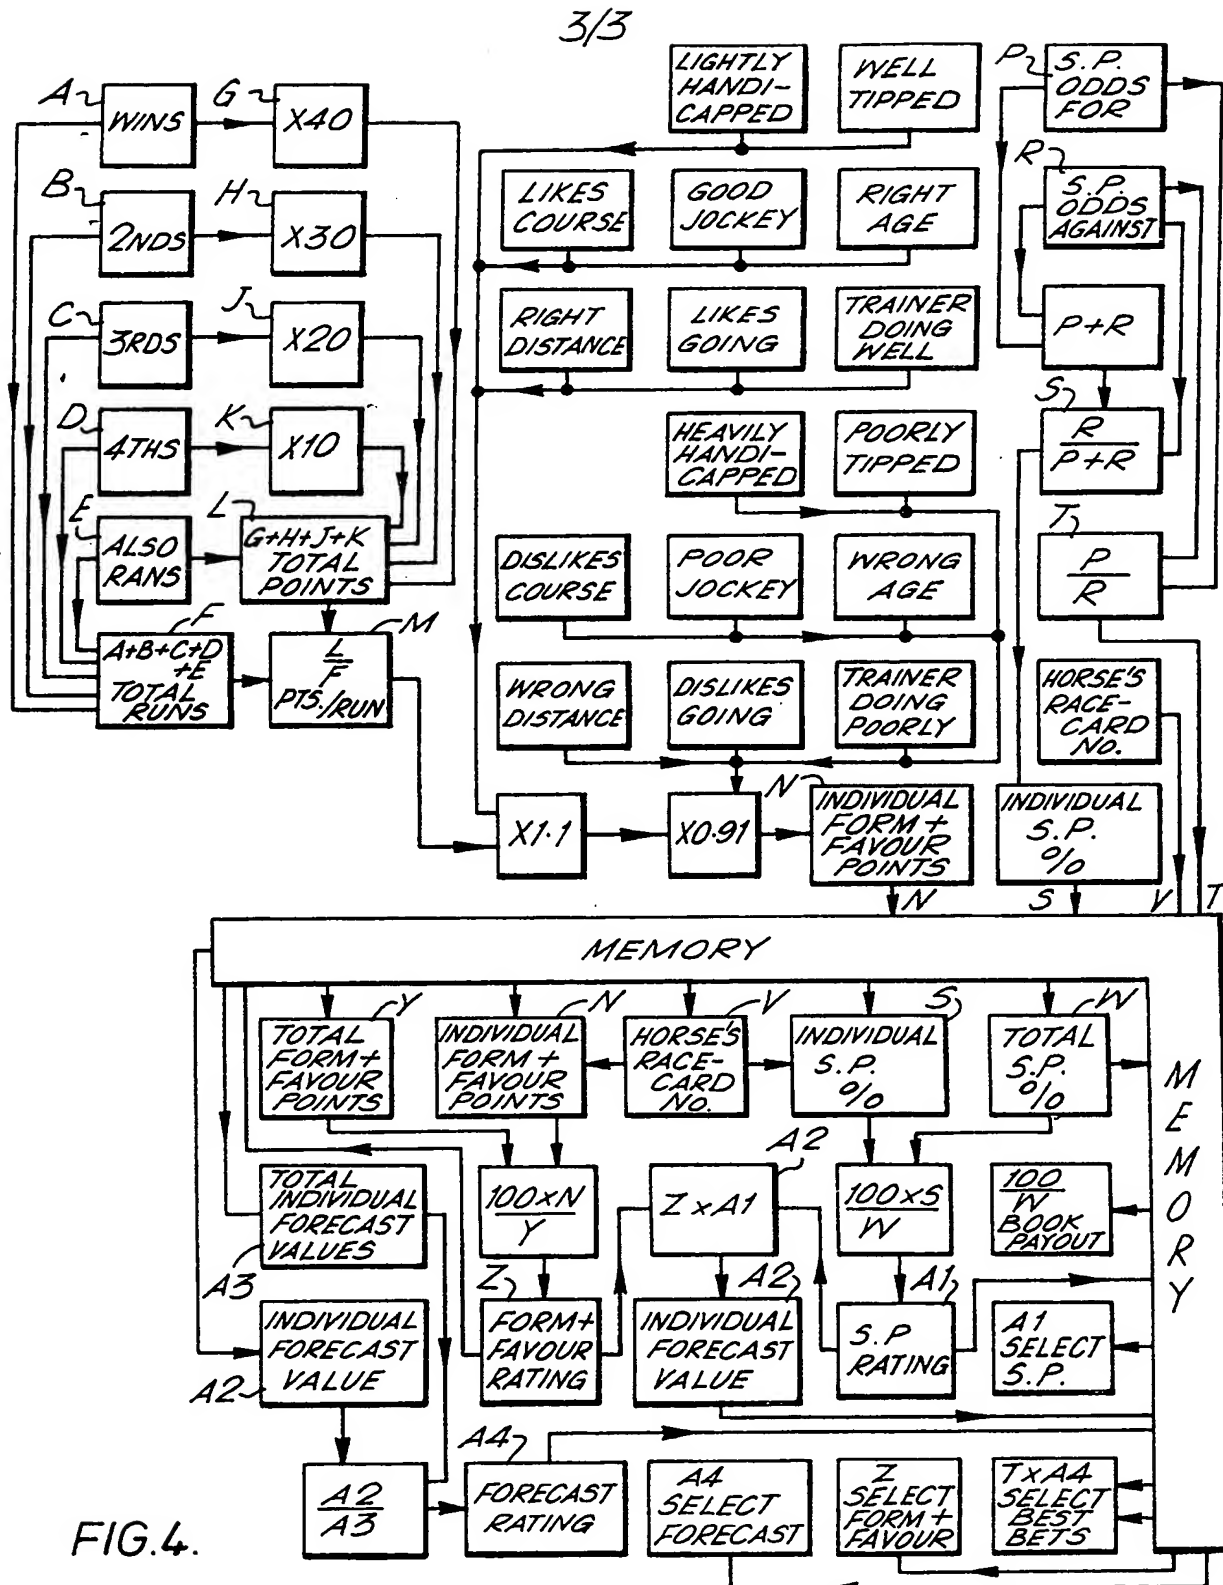 3/3
A
WINS
G
X40
B
2NDS
H
X30
C
3RDS
J
X20
D
4THS
K
X10
E
ALSO
RANS
L
G+H+J+K
TOTAL
POINTS
F
A+B+C+D
+E
TOTAL
RUNS
M
L
F
PTS./RUN
LIGHTLY
HANDI-
CAPPED
WELL
TIPPED
LIKES
COURSE
GOOD
JOCKEY
RIGHT
AGE
RIGHT
DISTANCE
LIKES
GOING
TRAINER
DOING
WELL
HEAVILY
HANDI-
CAPPED
POORLY
TIPPED
DISLIKES
COURSE
POOR
JOCKEY
WRONG
AGE
WRONG
DISTANCE
DISLIKES
GOING
TRAINER
DOING
POORLY
X1.1
X0.91
N
INDIVIDUAL
FORM +
FAVOUR
POINTS
P
S.P.
ODDS
FOR
R
S.P.
ODDS
AGAINST
P+R
S
R
P+R
T
P
R
HORSE'S
RACE-
CARD
No.
INDIVIDUAL
S.P.
%
N
S
V
T
MEMORY
Y
TOTAL
FORM +
FAVOUR
POINTS
N
INDIVIDUAL
FORM +
FAVOUR
POINTS
V
HORSE'S
RACE-
CARD
No.
S
INDIVIDUAL
S.P.
%
W
TOTAL
S.P.
%
MEMORY
TOTAL
INDIVIDUAL
FORECAST
VALUES
A3
100 x N
Y
Z x A1
A2
100 x S
W
100
W
BOOK
PAYOUT
INDIVIDUAL
FORECAST
VALUE
A2
Z
FORM +
FAVOUR
RATING
A2
INDIVIDUAL
FORECAST
VALUE
A1
S.P
RATING
A1
SELECT
S.P.
A2
A3
A4
FORECAST
RATING
A4
SELECT
FORECAST
Z
SELECT
FORM +
FAVOUR
T x A4
SELECT
BEST
BETS
FIG.4.